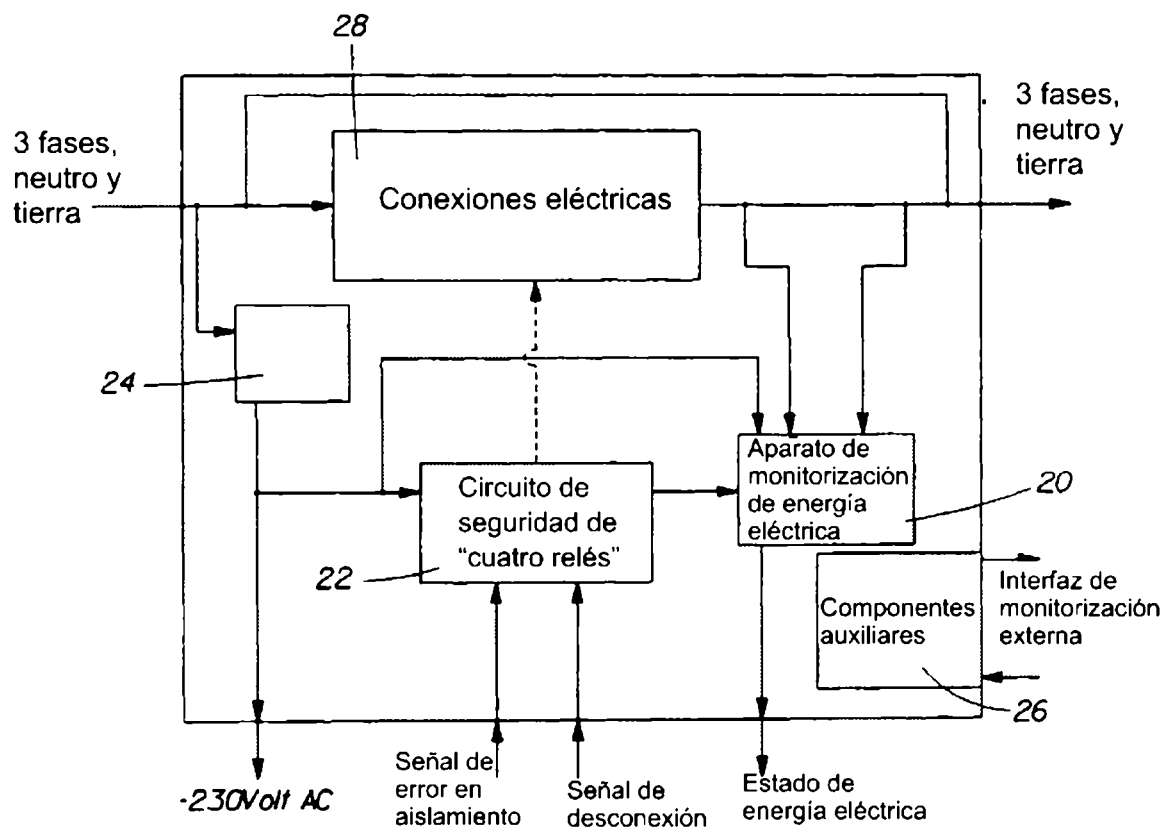 28
3 fases,
neutro y
tierra
Conexiones eléctricas
3 fases,
neutro y
tierra
24
Circuito de
seguridad de
“cuatro relés”
22
Aparato de
monitorización
de energía
eléctrica
20
Componentes
auxiliares
26
Interfaz de
monitorización
externa
-230Volt AC
Señal de
error en
aislamiento
Señal de
desconexión
Estado de
energía eléctrica